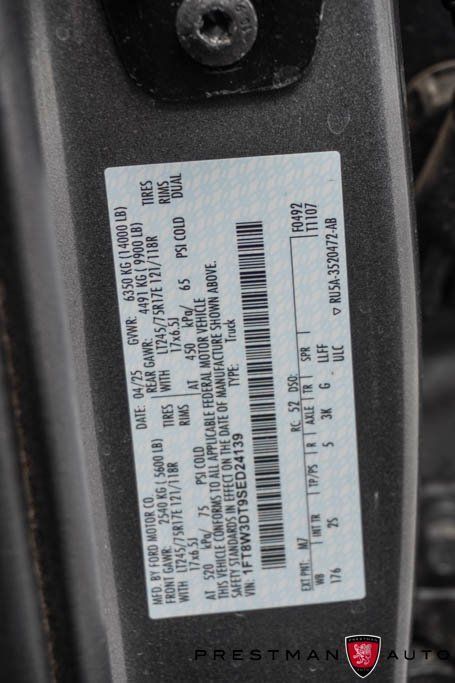 MFD. BY FORD MOTOR CO.
DATE: 04/25 GVWR: 6350 KG (14000 LB)
FRONT GAWR: 2540 KG (5600 LB)
REAR GAWR: 4491 KG (9900 LB)
WITH LT245/75R17E 121/118R TIRES
17x6.5J RIMS
AT 520 kPa/ 75 PSI COLD
WITH LT245/75R17E 121/118R TIRES
17x6.5J RIMS
AT 450 kPa/ 65 PSI COLD DUAL
THIS VEHICLE CONFORMS TO ALL APPLICABLE FEDERAL MOTOR VEHICLE
SAFETY STANDARDS IN EFFECT ON THE DATE OF MANUFACTURE SHOWN ABOVE.
VIN: 1FT8W3DT9SED24139 TYPE: Truck
F0492
T1107
EXT PNT: M7 RC: 52 DSO:
WB INT TR TP/PS R AXLE TR SPR
176 2S 5 3K G LLFF
ULC ▽ RU5A-3520472-AB
PRESTMAN AUTO